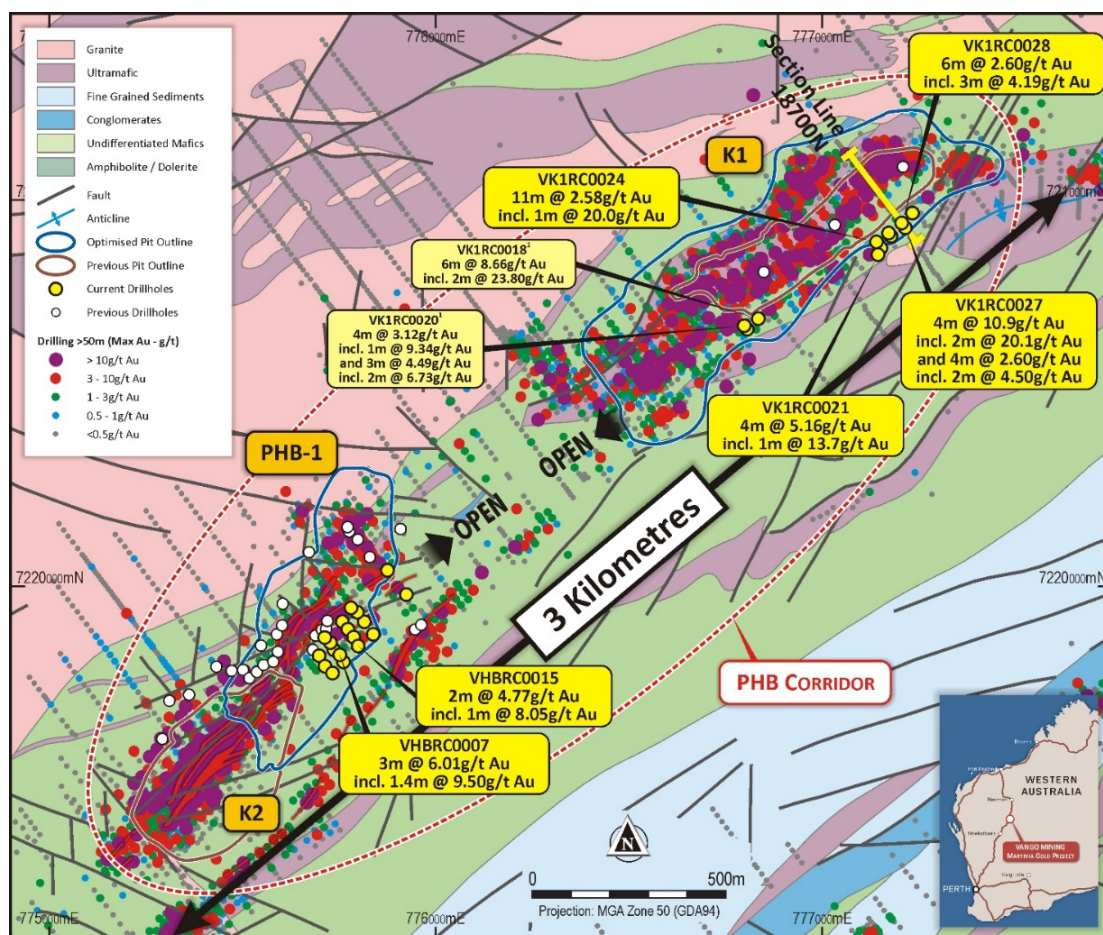 Granite
Ultramafic
Fine Grained Sediments
Conglomerates
Undifferentiated Mafics
Amphibolite / Dolerite
Fault
Anticline
Optimised Pit Outline
Previous Pit Outline
Current Drillholes
Previous Drillholes
Drilling >50m (Max Au - g/t)
> 10g/t Au
3 - 10g/t Au
1 - 3g/t Au
0.5 - 1g/t Au
<0.5g/t Au
776000mE
777000mE
Section Line
18700N
VK1RC0028
6m @ 2.60g/t Au
incl. 3m @ 4.19g/t Au
K1
VK1RC0024
11m @ 2.58g/t Au
incl. 1m @ 20.0g/t Au
VK1RC0018²
6m @ 8.66g/t Au
incl. 2m @ 23.80g/t Au
VK1RC0020¹
4m @ 3.12g/t Au
incl. 1m @ 9.34g/t Au
and 3m @ 4.49g/t Au
incl. 2m @ 6.73g/t Au
VK1RC0027
4m @ 10.9g/t Au
incl. 2m @ 20.1g/t Au
and 4m @ 2.60g/t Au
incl. 2m @ 4.50g/t Au
VK1RC0021
4m @ 5.16g/t Au
incl. 1m @ 13.7g/t Au
OPEN
PHB-1
OPEN
3 Kilometres
7220000mN
7220000mN
PHB CORRIDOR
VHBRC0015
2m @ 4.77g/t Au
incl. 1m @ 8.05g/t Au
VHBRC0007
3m @ 6.01g/t Au
incl. 1.4m @ 9.50g/t Au
K2
N
0
500m
Projection: MGA Zone 50 (GDA94)
775000mE
776000mE
777000mE
WESTERN
AUSTRALIA
VANGO MINING
MARYMIA GOLD PROJECT
PERTH